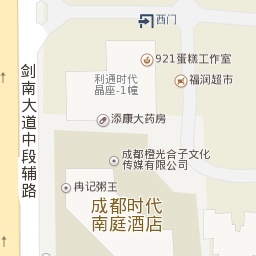 西门
921蛋糕工作室
利通时代
晶座-1幢
福润超市
剑南大道中段辅路
添康大药房
成都橙光合子文化
传媒有限公司
冉记粥王
成都时代
南庭酒店